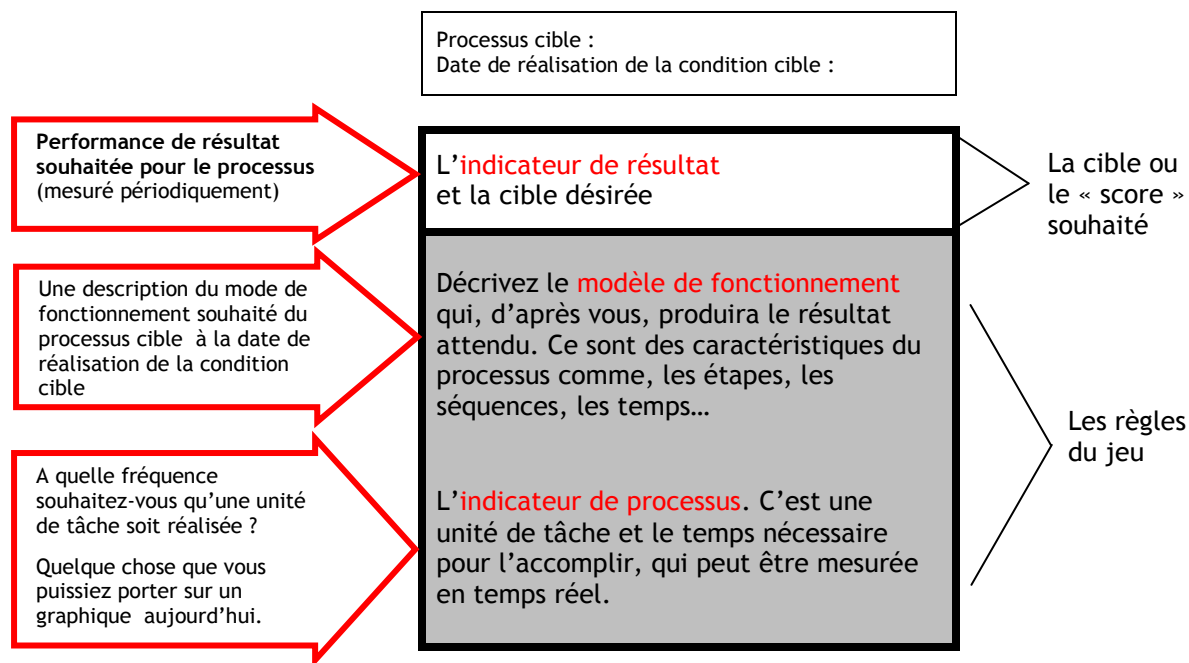 Processus cible :
Date de réalisation de la condition cible :
Performance de résultat
souhaitée pour le processus
(mesuré périodiquement)
L’indicateur de résultat
et la cible désirée
La cible ou
le « score »
souhaité
Une description du mode de
fonctionnement souhaité du
processus cible à la date de
réalisation de la condition
cible
Décrivez le modèle de fonctionnement
qui, d'après vous, produira le résultat
attendu. Ce sont des caractéristiques du
processus comme, les étapes, les
séquences, les temps…
Les règles
du jeu
A quelle fréquence
souhaitez-vous qu’une unité
de tâche soit réalisée ?
Quelque chose que vous
puissiez porter sur un
graphique aujourd’hui.
L’indicateur de processus. C’est une
unité de tâche et le temps nécessaire
pour l’accomplir, qui peut être mesurée
en temps réel.